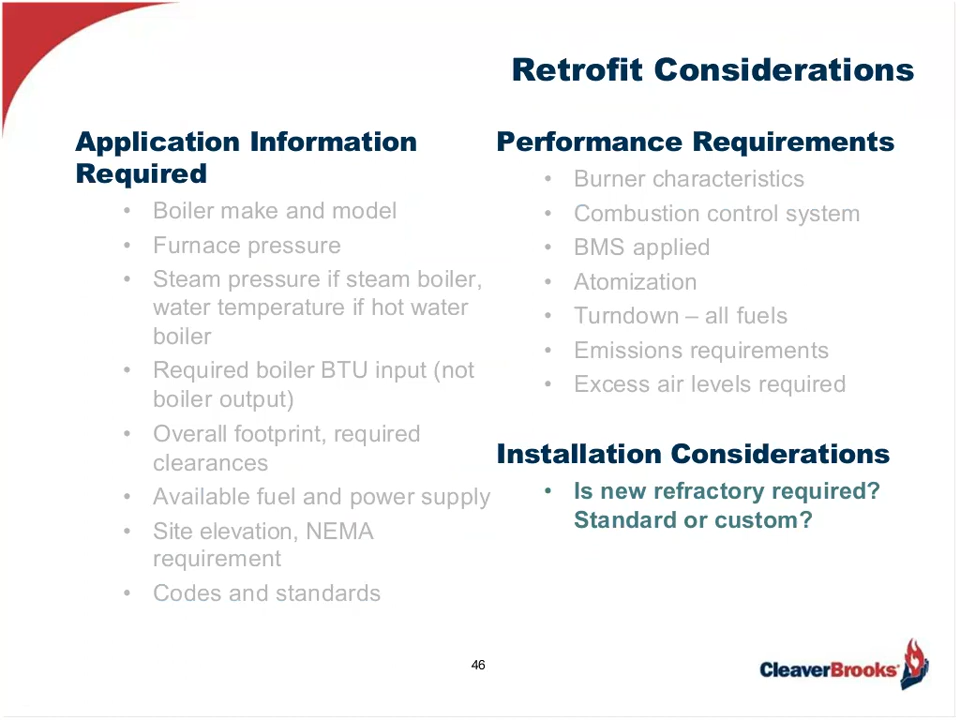 Retrofit Considerations
Application Information
Required
• Boiler make and model
• Furnace pressure
• Steam pressure if steam boiler,
water temperature if hot water
boiler
• Required boiler BTU input (not
boiler output)
• Overall footprint, required
clearances
• Available fuel and power supply
• Site elevation, NEMA
requirement
• Codes and standards
Performance Requirements
• Burner characteristics
• Combustion control system
• BMS applied
• Atomization
• Turndown – all fuels
• Emissions requirements
• Excess air levels required
Installation Considerations
• Is new refractory required?
Standard or custom?
46
CleaverBrooks